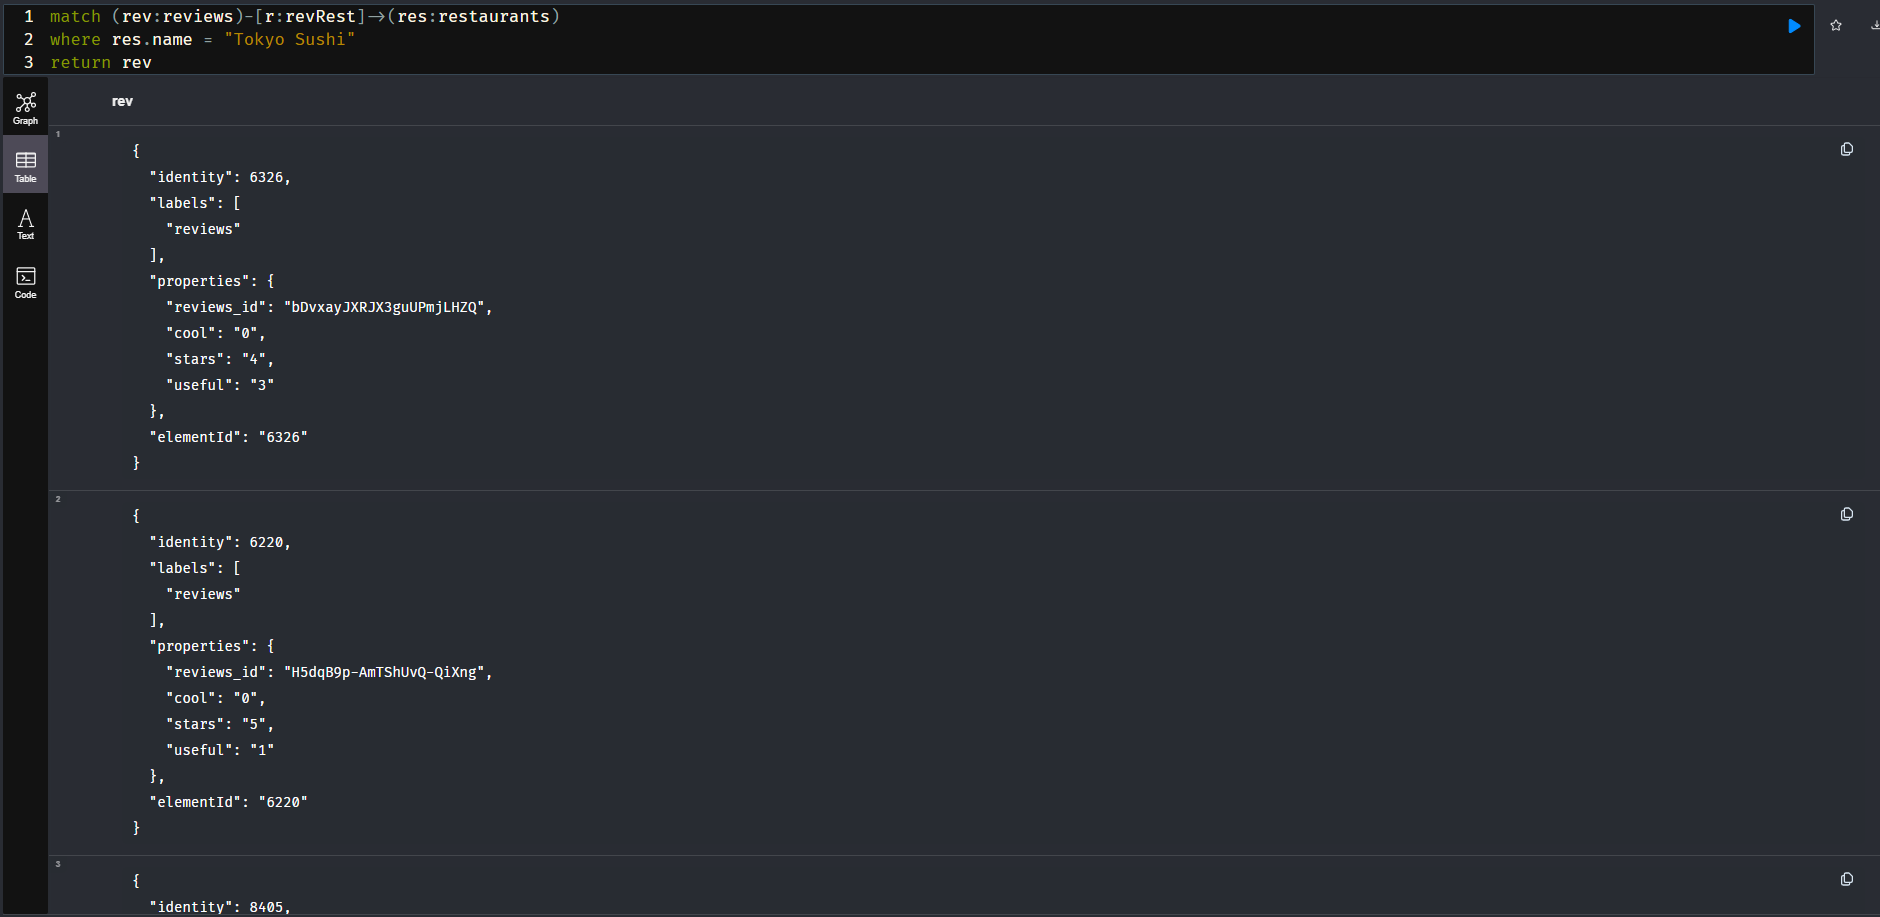 1 match (rev:reviews)-[r:revRest]->(res:restaurants)
2 where res.name = "Tokyo Sushi"
3 return rev
Graph
Table
Text
Code
rev
1
{
"identity": 6326,
"labels": [
"reviews"
],
"properties": {
"reviews_id": "bDvxayJXRJX3guUPmjLHZQ",
"cool": "0",
"stars": "4",
"useful": "3"
},
"elementId": "6326"
}
2
{
"identity": 6220,
"labels": [
"reviews"
],
"properties": {
"reviews_id": "H5dqB9p-AmTShUvQ-QiXng",
"cool": "0",
"stars": "5",
"useful": "1"
},
"elementId": "6220"
}
3
{
"identity": 8405,